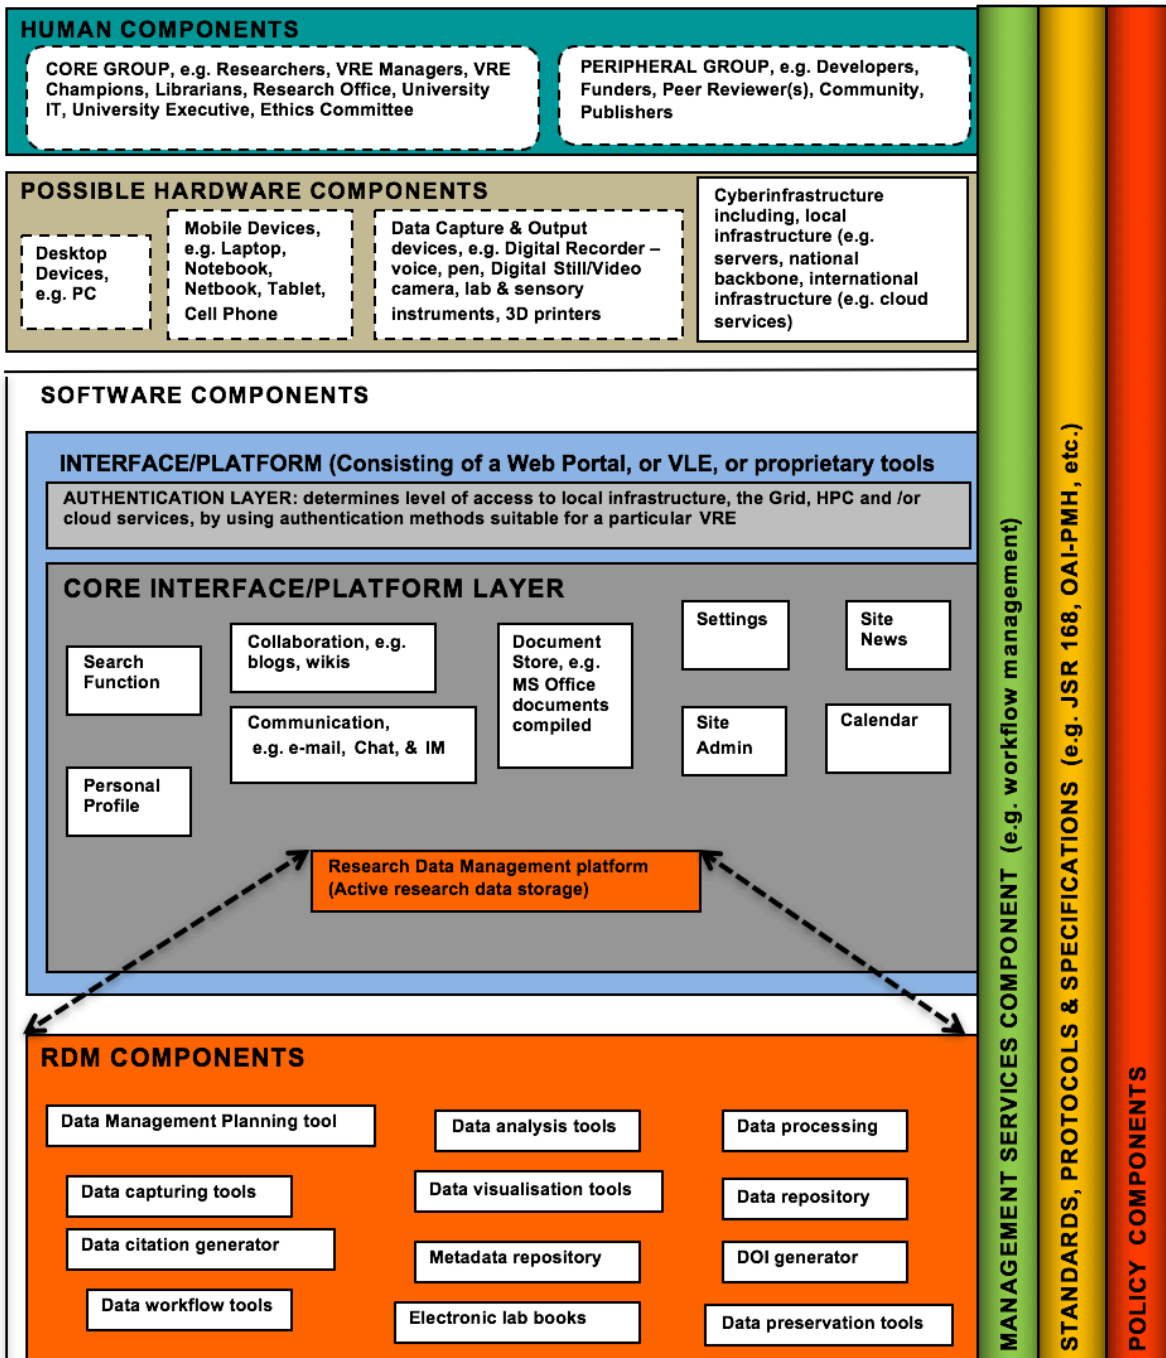 HUMAN COMPONENTS
CORE GROUP, e.g. Researchers, VRE Managers, VRE
Champions, Librarians, Research Office, University
IT, University Executive, Ethics Committee
PERIPHERAL GROUP, e.g. Developers,
Funders, Peer Reviewer(s), Community,
Publishers
POSSIBLE HARDWARE COMPONENTS
Desktop
Devices,
e.g. PC
Mobile Devices,
e.g. Laptop,
Notebook,
Netbook, Tablet,
Cell Phone
Data Capture & Output
devices, e.g. Digital Recorder –
voice, pen, Digital Still/Video
camera, lab & sensory
instruments, 3D printers
Cyberinfrastructure
including, local
infrastructure (e.g.
servers, national
backbone, international
infrastructure (e.g. cloud
services)
SOFTWARE COMPONENTS
INTERFACE/PLATFORM (Consisting of a Web Portal, or VLE, or proprietary tools
AUTHENTICATION LAYER: determines level of access to local infrastructure, the Grid, HPC and /or
cloud services, by using authentication methods suitable for a particular VRE
CORE INTERFACE/PLATFORM LAYER
Search
Function
Collaboration, e.g.
blogs, wikis
Document
Store, e.g.
MS Office
documents
compiled
Settings
Site
News
Communication,
e.g. e-mail, Chat, & IM
Site
Admin
Calendar
Personal
Profile
Research Data Management platform
(Active research data storage)
RDM COMPONENTS
Data Management Planning tool
Data analysis tools
Data processing
Data capturing tools
Data visualisation tools
Data repository
Data citation generator
Metadata repository
DOI generator
Data workflow tools
Electronic lab books
Data preservation tools
MANAGEMENT SERVICES COMPONENT (e.g. workflow management)
STANDARDS, PROTOCOLS & SPECIFICATIONS (e.g. JSR 168, OAI-PMH, etc.)
POLICY COMPONENTS